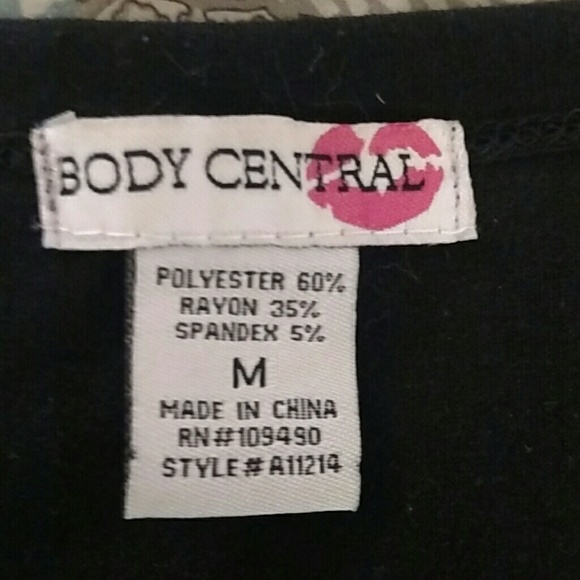 BODY CENTRAL
POLYESTER 60%
RAYON 35%
SPANDEX 5%
M
MADE IN CHINA
RN#109490
STYLE#A11214